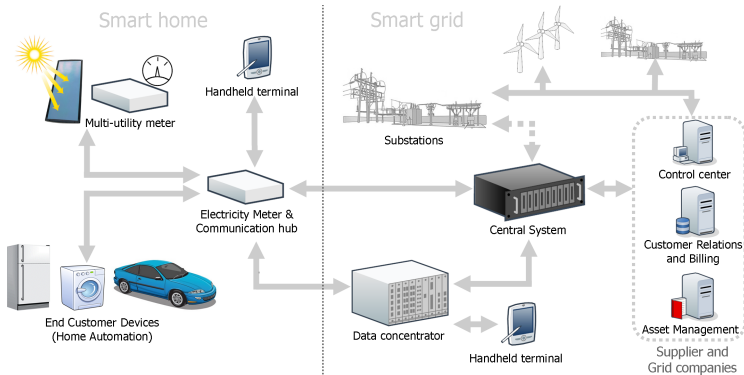 Smart home
Smart grid
Handheld terminal
Multi-utility meter
Substations
Control center
Electricity Meter &
Communication hub
Central System
Customer Relations
and Billing
End Customer Devices
(Home Automation)
Data concentrator
Handheld terminal
Asset Management
Supplier and
Grid companies